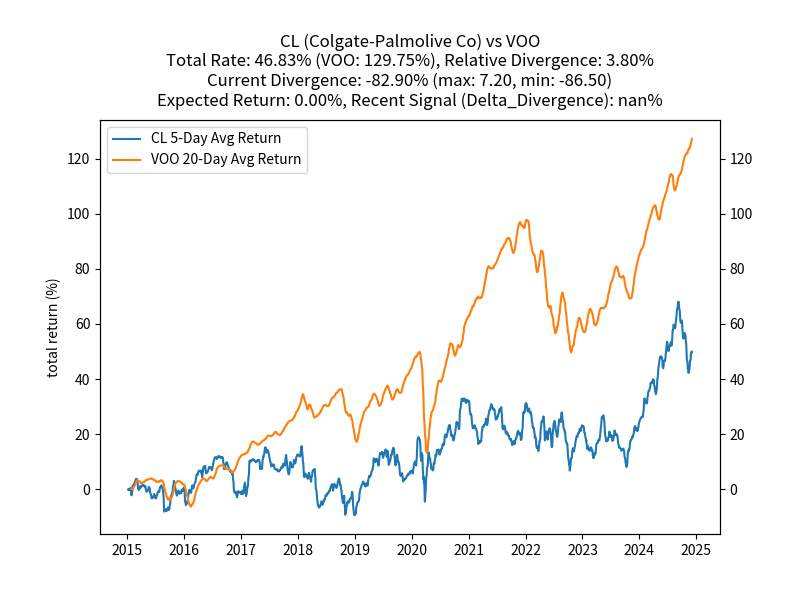 CL (Colgate-Palmolive Co) vs VOO
Total Rate: 46.83% (VOO: 129.75%), Relative Divergence: 3.80%
Current Divergence: -82.90% (max: 7.20, min: -86.50)
Expected Return: 0.00%, Recent Signal (Delta_Divergence): nan%
CL 5-Day Avg Return
VOO 20-Day Avg Return
total return (%)
120
100
80
60
40
20
0
120
100
80
60
40
20
0
2015 2016 2017 2018 2019 2020 2021 2022 2023 2024 2025